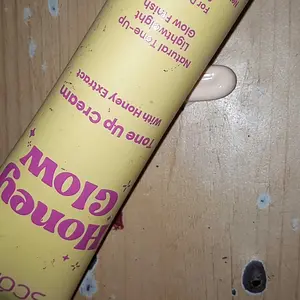 Honey
Glow
Tone Up Cream
with Honey Extract
Natural Tone-Up
Lightweight
Glow Finish